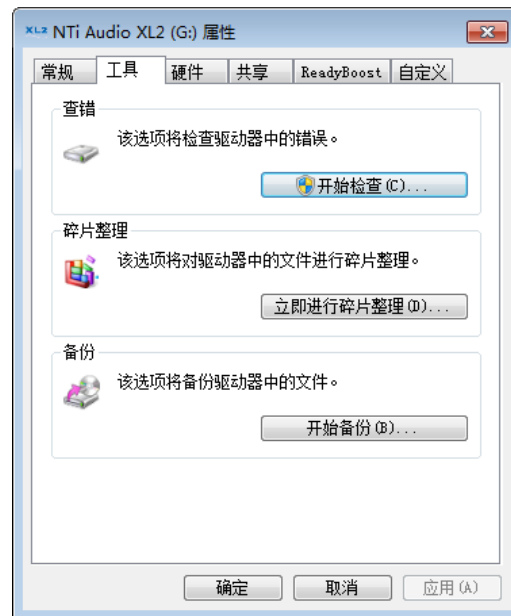 XL2 NTi Audio XL2 (G:) 属性
常规 工具 硬件 共享 ReadyBoost 自定义
查错
该选项将检查驱动器中的错误。
开始检查(C)...
碎片整理
该选项将对驱动器中的文件进行碎片整理。
立即进行碎片整理(D)...
备份
该选项将备份驱动器中的文件。
开始备份(B)...
确定 取消 应用(A)